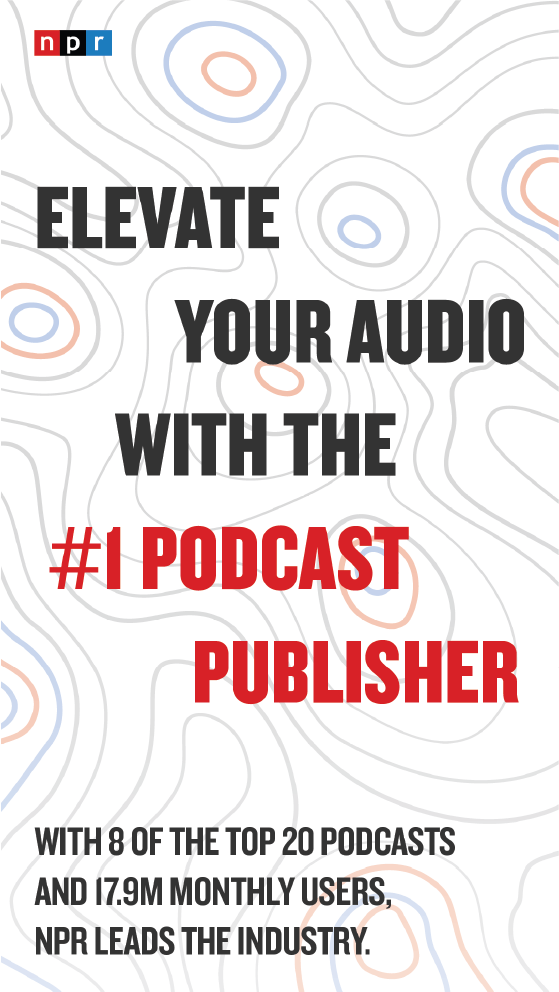 npr
ELEVATE
YOUR AUDIO
WITH THE
#1 PODCAST
PUBLISHER
WITH 8 OF THE TOP 20 PODCASTS
AND 17.9M MONTHLY USERS,
NPR LEADS THE INDUSTRY.